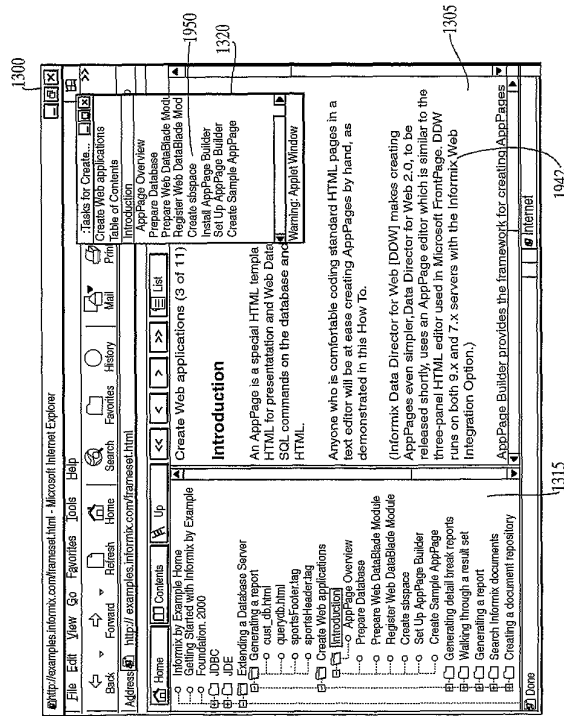 1300
http://examples.informix.com/frameset.html - Microsoft Internet Explorer
File Edit View Go Favorites Tools Help
Back Forward Refresh Home Search Favorites History Mail Print
Address http:// examples.informix.com/frameset.html
Home Contents Up << < > >> List
Informix by Example Home
Getting Started with Informix by Example
Foundation, 2000
JDBC
JDE
Extending a Database Server
Generating a report
cust_db.html
querydb.html
sportsFooter.tag
sportsHeader.tag
Create Web applications
Introduction
AppPage Overview
Prepare Database
Prepare Web DataBlade Module
Register Web DataBlade Module
Create sbspace
Set Up AppPage Builder
Create Sample AppPage
Generating detail break reports
Walking through a result set
Generating a report
Search Informix documents
Creating a document repository
1315
Create Web applications (3 of 11)
Introduction
An AppPage is a special HTML templa
HTML for presentatation and Web Data
SQL commands on the database and
HTML.
Anyone who is comfortable coding standard HTML pages in a
text editor will be at ease creating AppPages by hand, as
demonstrated in this How To.
(Informix Data Director for Web [DDW] makes creating
AppPages even simpler,Data Director for Web 2.0, to be
released shortly, uses an AppPage editor which is similar to the
three-panel HTML editor used in Microsoft FrontPage. DDW
runs on both 9.x and 7.x servers with the Informix Web
Integration Option.)
AppPage Builder provides the framework for creating AppPages
:Tasks for Create...
Create Web applications
Table of Contents
Introduction
AppPage Overview
Prepare Database
Prepare Web DataBlade Modu
Register Web DataBlade Mod
Create sbspace
Install AppPage Builder
Set Up AppPage Builder
Create Sample AppPage
Warning: Applet Window
1950
1320
1305
1942
Done
Internet